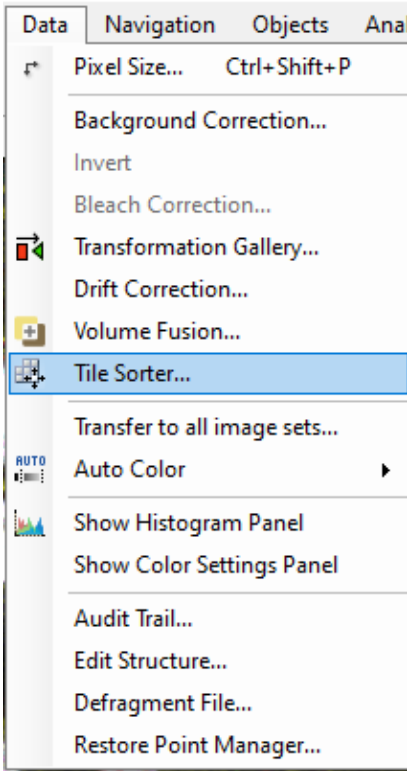 Data Navigation Objects
Pixel Size... Ctrl+Shift+P
Background Correction...
Invert
Bleach Correction...
Transformation Gallery...
Drift Correction...
Volume Fusion...
Tile Sorter...
Transfer to all image sets...
AUTO Auto Color
Show Histogram Panel
Show Color Settings Panel
Audit Trail...
Edit Structure...
Defragment File...
Restore Point Manager...